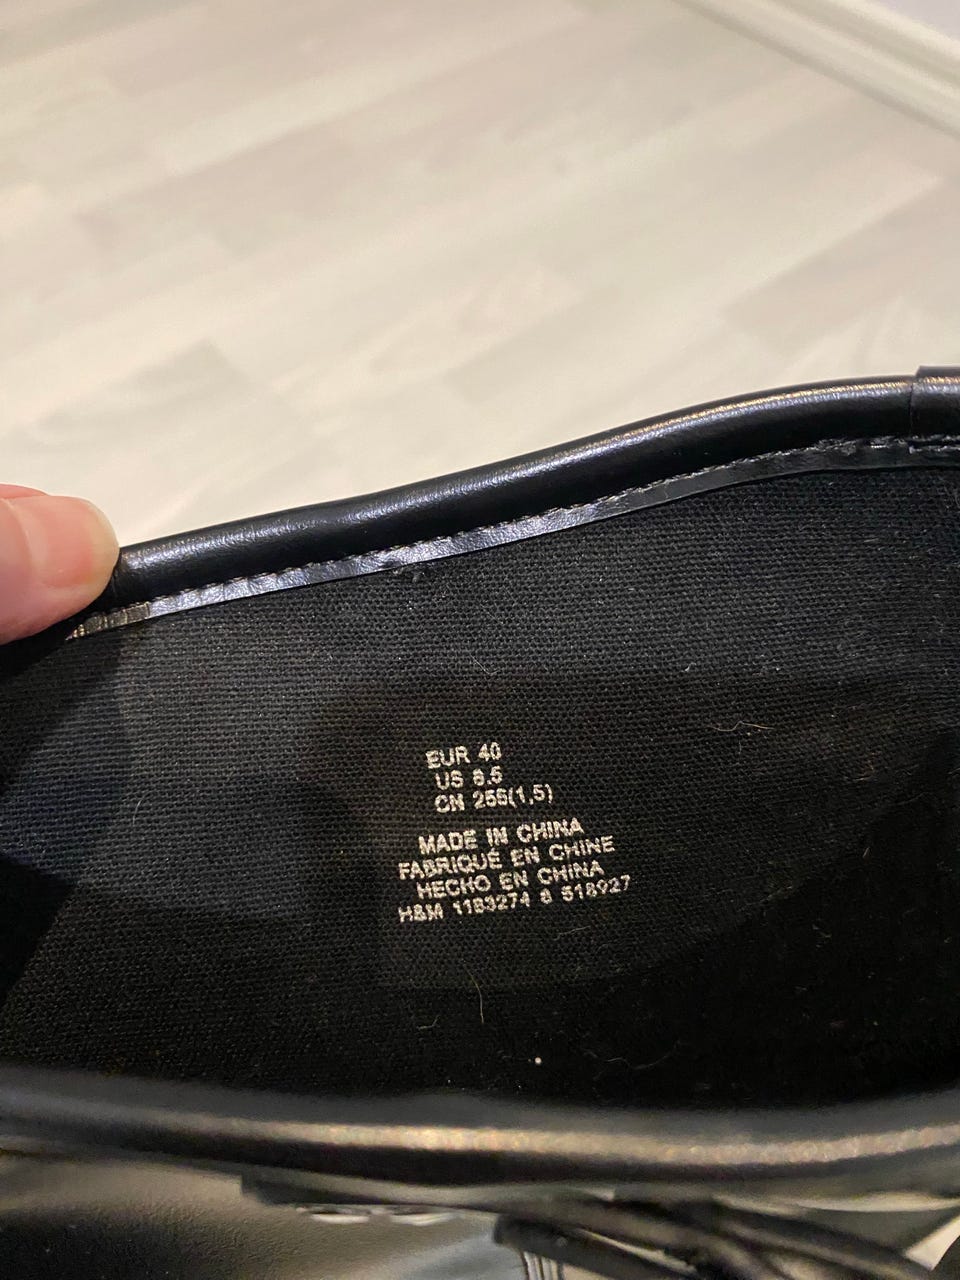 EUR 40
US 8.5
CN 255(1,5)
MADE IN CHINA
FABRIQUÉ EN CHINE
HECHO EN CHINA
H&M 1183274 8 518927